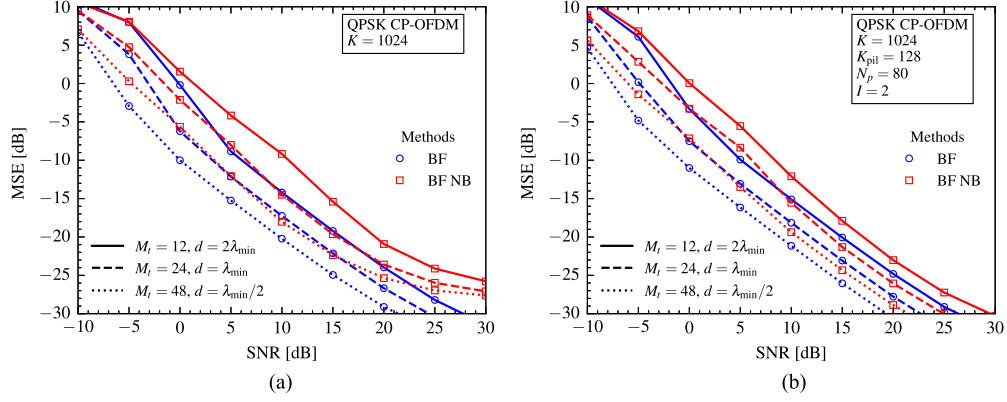 10
5
0
−5
−10
−15
−20
−25
−30
MSE [dB]
QPSK CP-OFDM
K = 1024
Methods
BF
BF NB
M_t = 12, d = 2λ_min
M_t = 24, d = λ_min
M_t = 48, d = λ_min/2
−10 −5 0 5 10 15 20 25 30
SNR [dB]
(a)
10
5
0
−5
−10
−15
−20
−25
−30
MSE [dB]
QPSK CP-OFDM
K = 1024
K_pil = 128
N_p = 80
I = 2
Methods
BF
BF NB
M_t = 12, d = 2λ_min
M_t = 24, d = λ_min
M_t = 48, d = λ_min/2
−10 −5 0 5 10 15 20 25 30
SNR [dB]
(b)